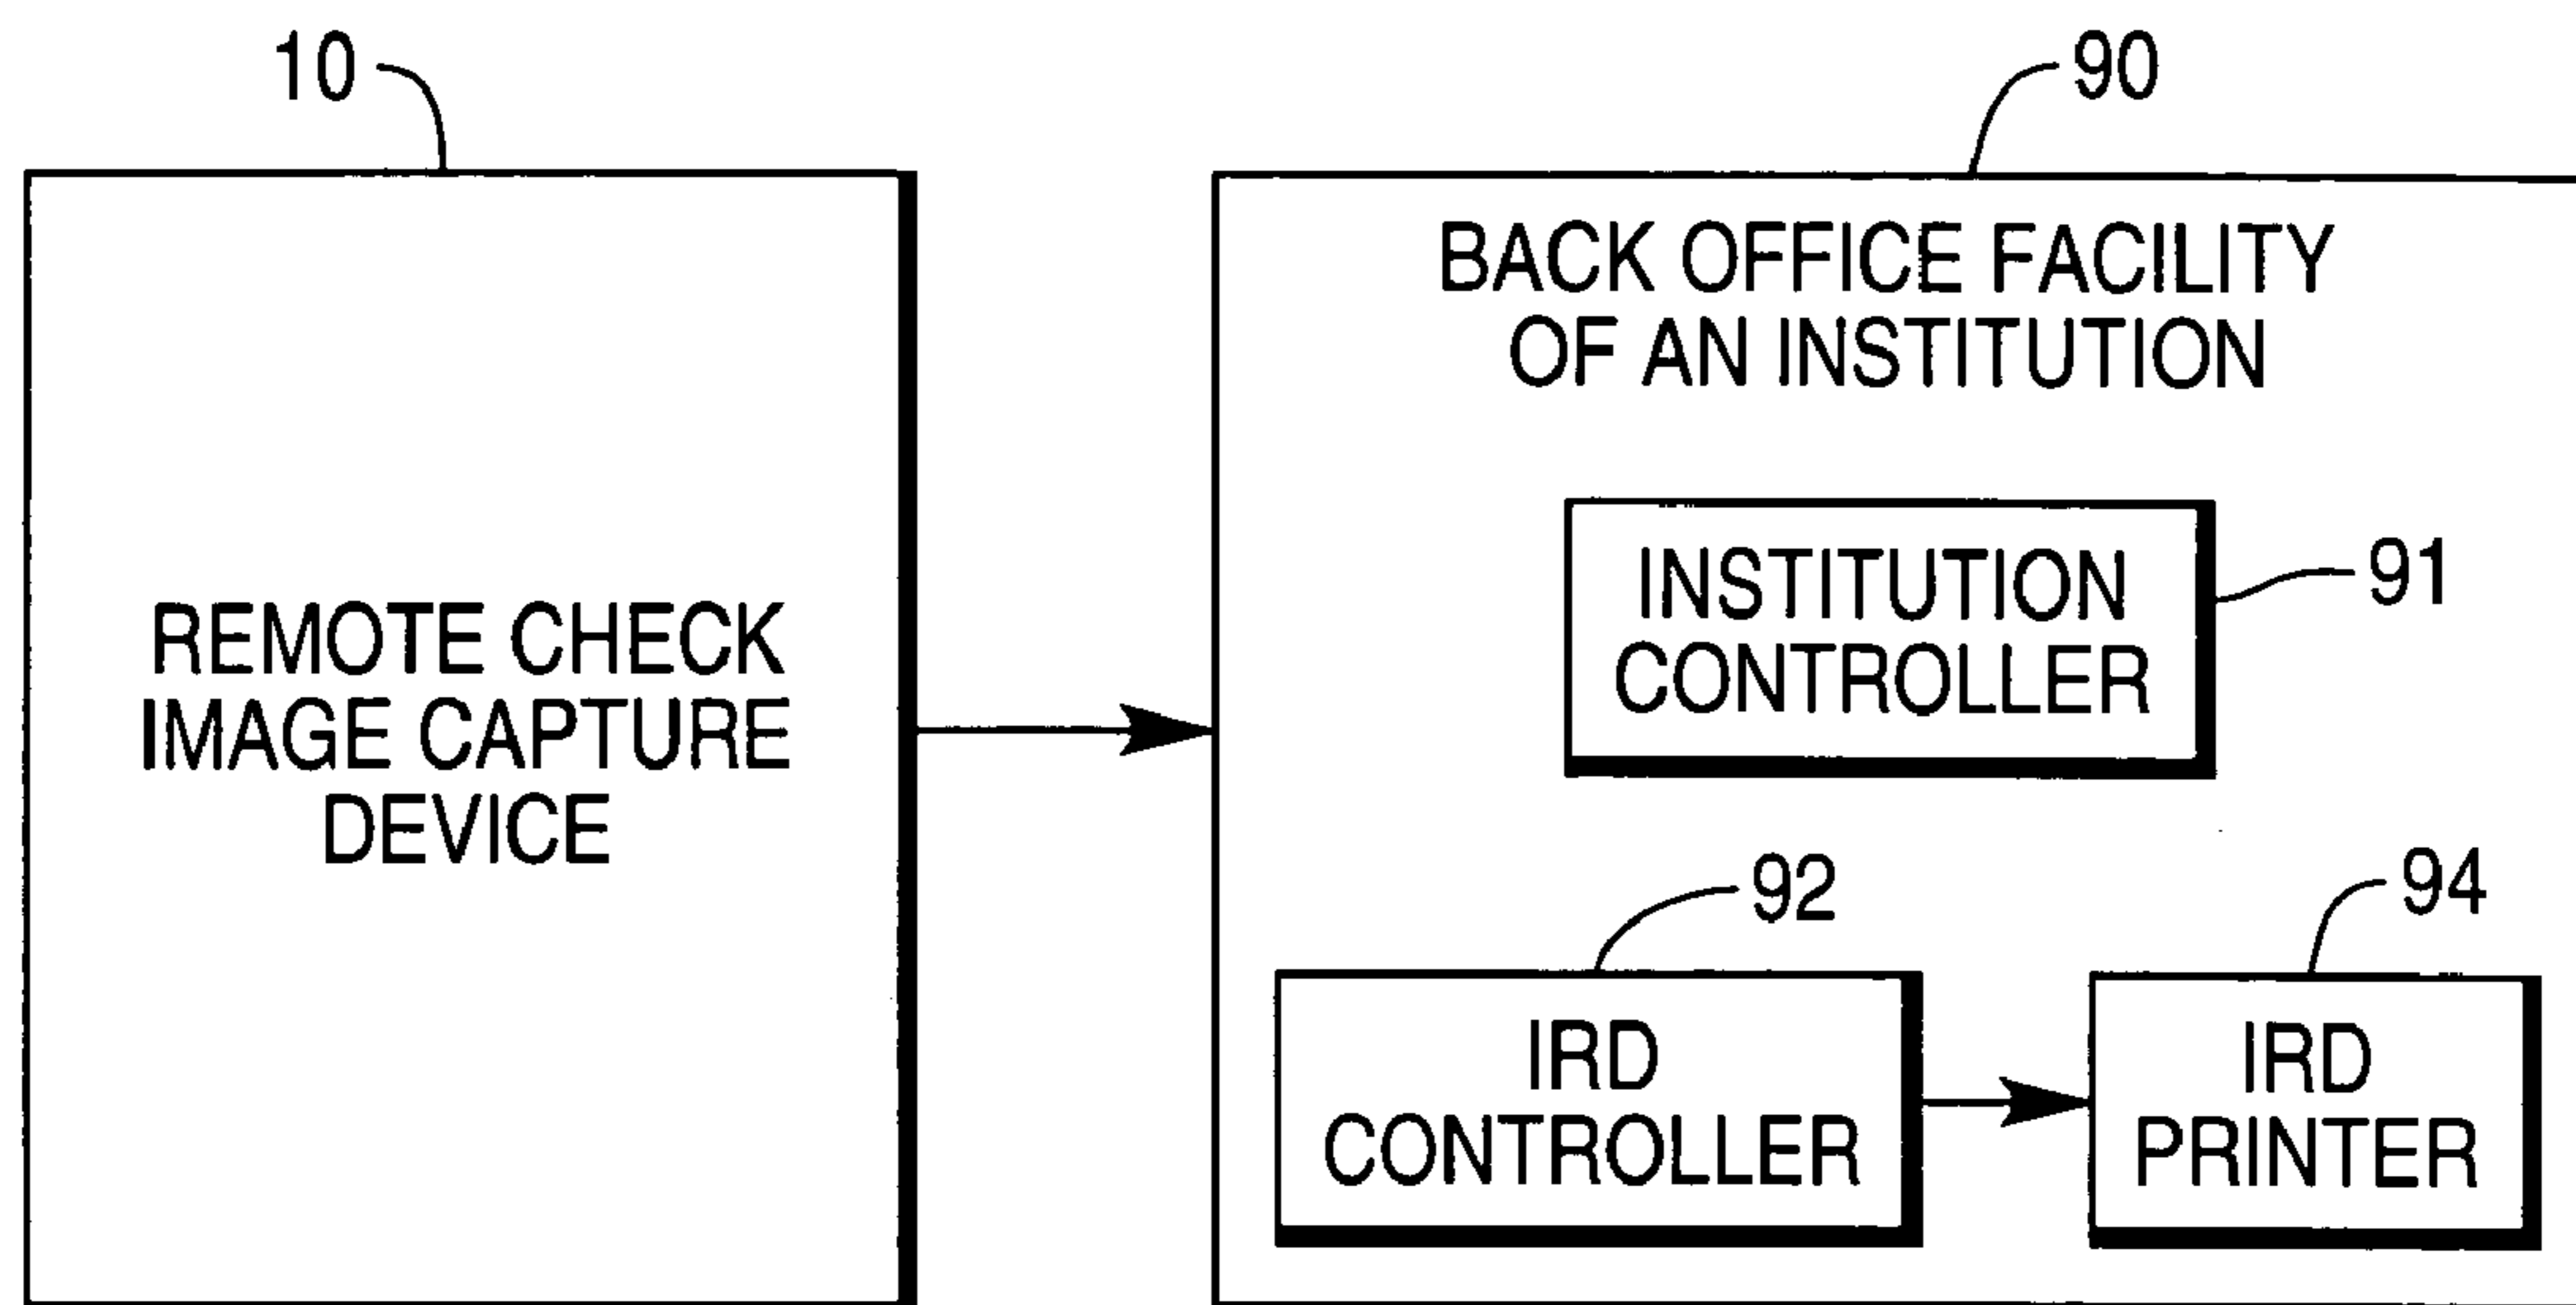 10
90
BACK OFFICE FACILITY
OF AN INSTITUTION
INSTITUTION
CONTROLLER
91
REMOTE CHECK
IMAGE CAPTURE
DEVICE
92
94
IRD
CONTROLLER
IRD
PRINTER